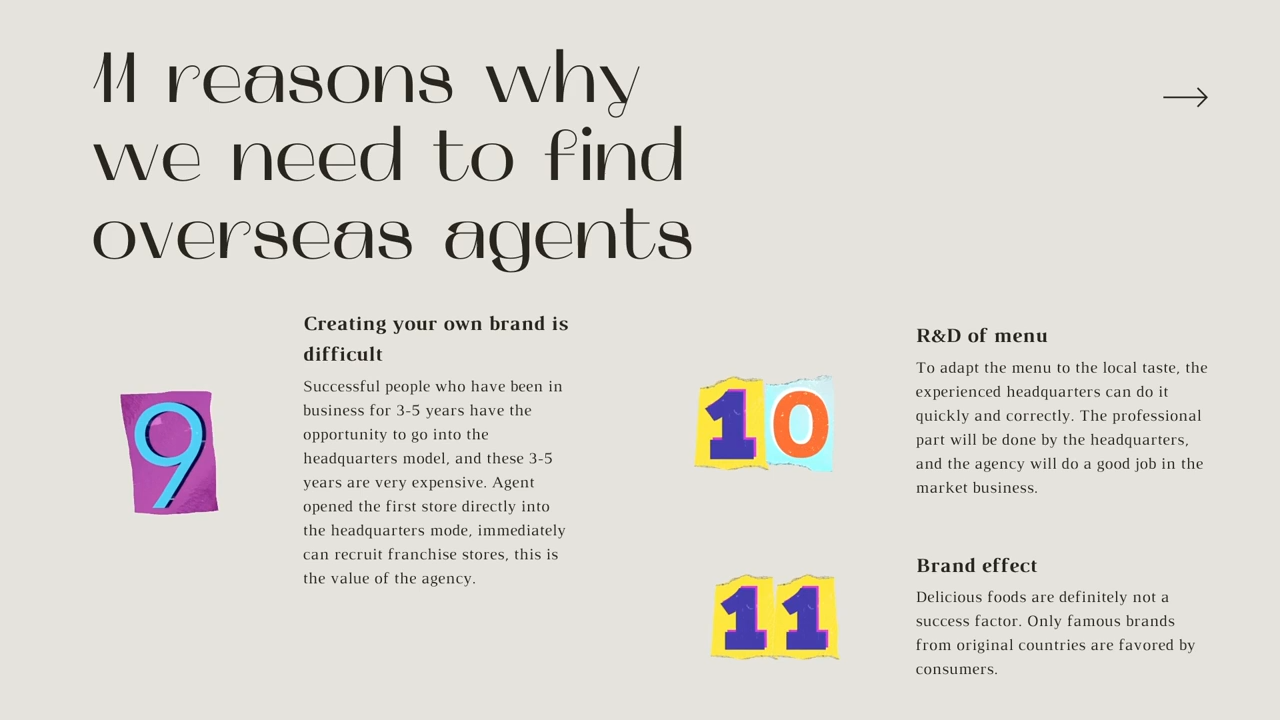 11 reasons why
we need to find
overseas agents
9
Creating your own brand is
difficult
Successful people who have been in
business for 3-5 years have the
opportunity to go into the
headquarters model, and these 3-5
years are very expensive. Agent
opened the first store directly into
the headquarters mode, immediately
can recruit franchise stores, this is
the value of the agency.
10
R&D of menu
To adapt the menu to the local taste, the
experienced headquarters can do it
quickly and correctly. The professional
part will be done by the headquarters,
and the agency will do a good job in the
market business.
11
Brand effect
Delicious foods are definitely not a
success factor. Only famous brands
from original countries are favored by
consumers.